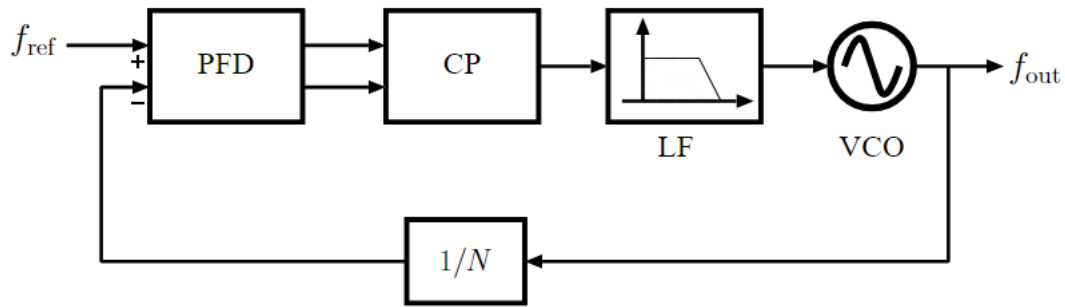 f_ref
+
−
PFD
CP
LF
VCO
f_out
1/N